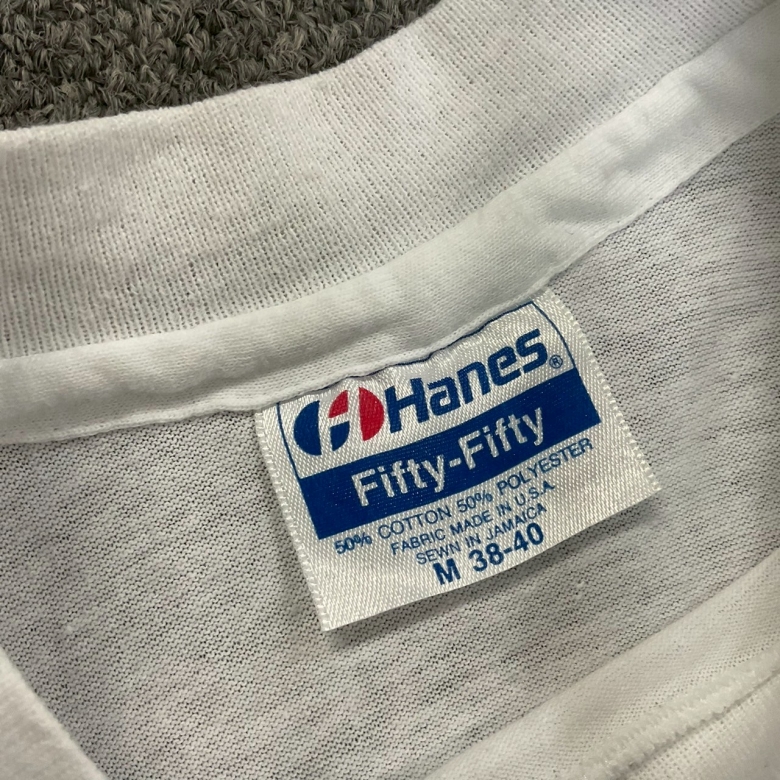 Hanes®
Fifty-Fifty
50% COTTON 50% POLYESTER
FABRIC MADE IN U.S.A.
SEWN IN JAMAICA
M 38-40